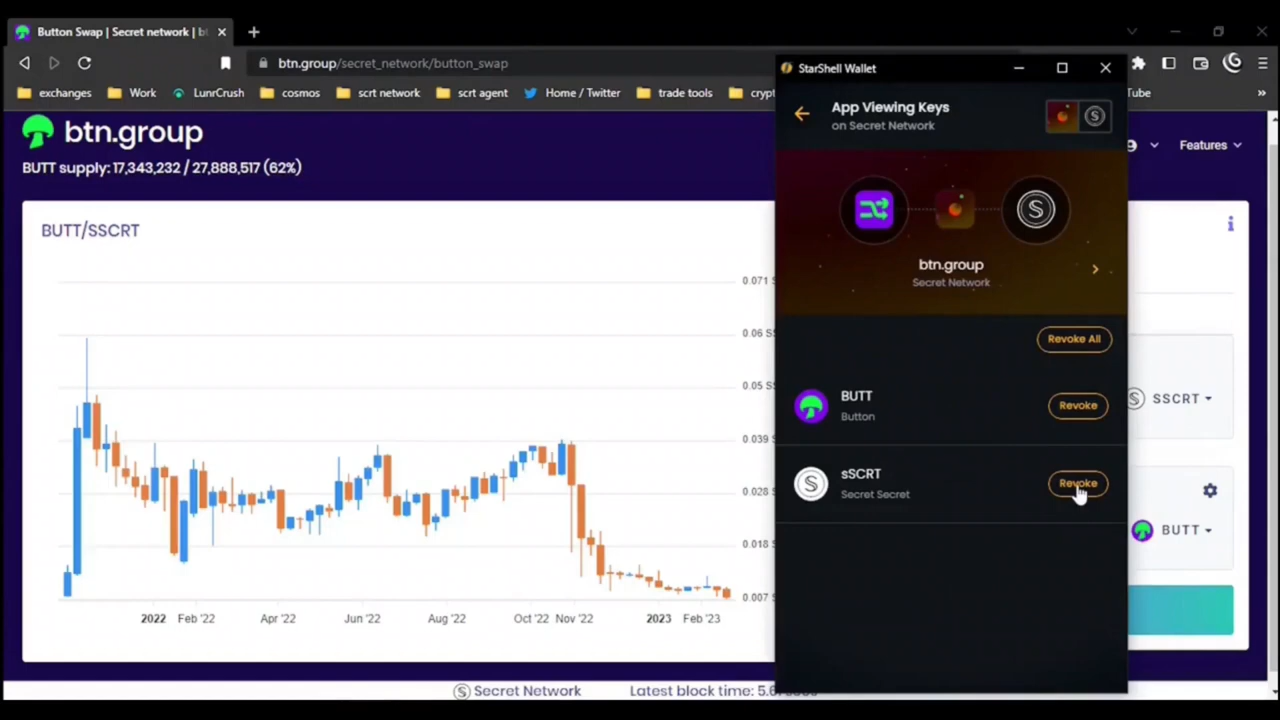 Button Swap | Secret network | bt
btn.group/secret_network/button_swap
exchanges
Work
LunrCrush
cosmos
scrt network
scrt agent
Home / Twitter
trade tools
crypt
Tube
btn.group
BUTT supply: 17,343,232 / 27,888,517 (62%)
Features
BUTT/SSCRT
0.071 S
0.06 S
0.05 S
0.039 S
0.028 S
0.018 S
0.007 S
2022
Feb '22
Apr '22
Jun '22
Aug '22
Oct '22
Nov '22
2023
Feb '23
StarShell Wallet
App Viewing Keys
on Secret Network
btn.group
Secret Network
Revoke All
BUTT
Button
Revoke
sSCRT
Secret Secret
Revoke
SSCRT
BUTT
Secret Network
Latest block time: